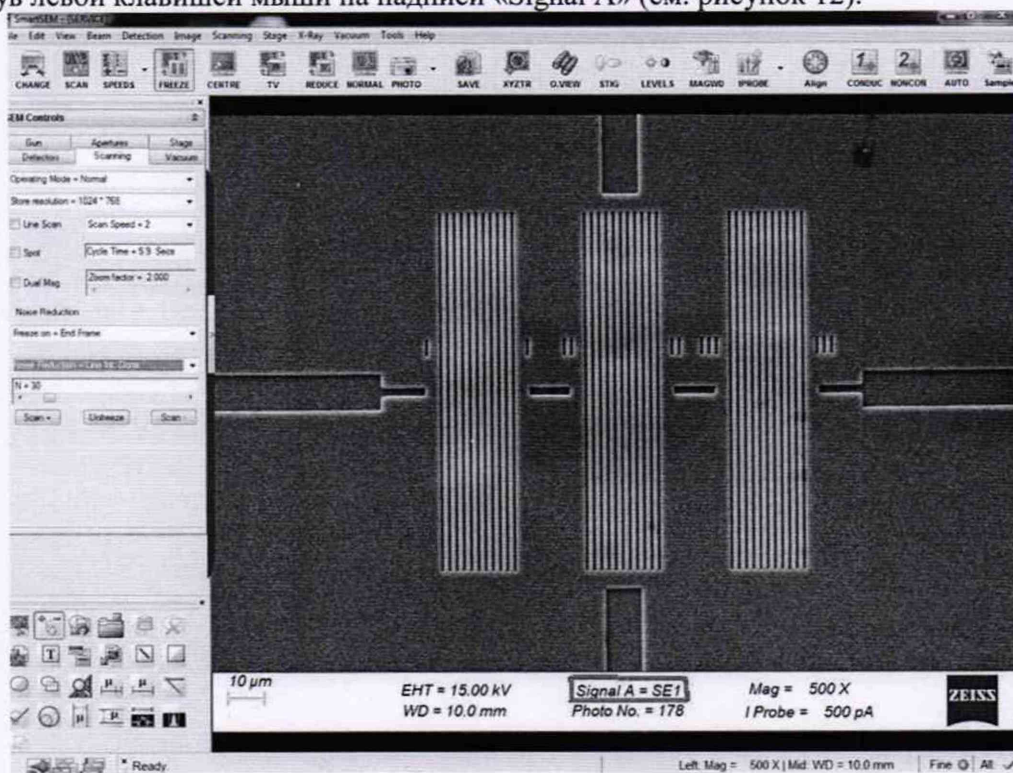 левой клавишей мыши на надписи «Signal A» (см. рисунок 12).
SmartSEM - [SERVICE]
Edit View Beam Detection Image Scanning Stage X-Ray Vacuum Tools Help
CHANGE SCAN SPEEDS FREEZE CENTRE TV REDUCE NORMAL PHOTO SAVE XYZTR O.VIEW STIG LEVELS MAGWD IPROBE Align CONDUC NONCON AUTO Sample
SEM Controls
Gun Apertures Stage
Detectors Scanning Vacuum
Operating Mode = Normal
Store resolution = 1024 * 768
Line Scan Scan Speed = 2
Spot Cycle Time = 5.9 Secs
Dual Mag Zoom factor = 2.000
Noise Reduction
Freeze on = End Frame
N = 30
Scan + Unfreeze Scan -
10 µm
EHT = 15.00 kV Signal A = SE1 Mag = 500 X
WD = 10.0 mm Photo No. = 178 I Probe = 500 pA
ZEISS
Ready
Left: Mag = 500 X | Mid: WD = 10.0 mm Fine All: